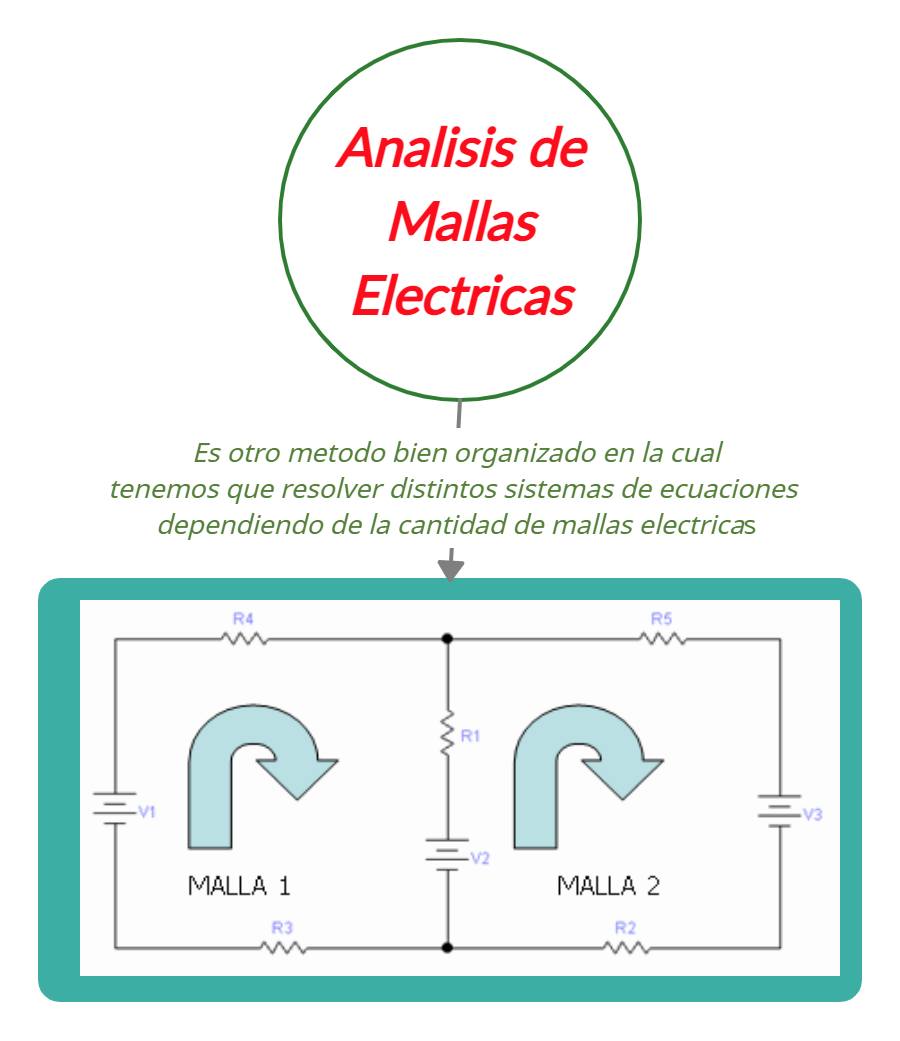 Analisis de
Mallas
Electricas
Es otro metodo bien organizado en la cual
tenemos que resolver distintos sistemas de ecuaciones
dependiendo de la cantidad de mallas electricas
R4
R5
R1
V1
V3
V2
MALLA 1
MALLA 2
R3
R2